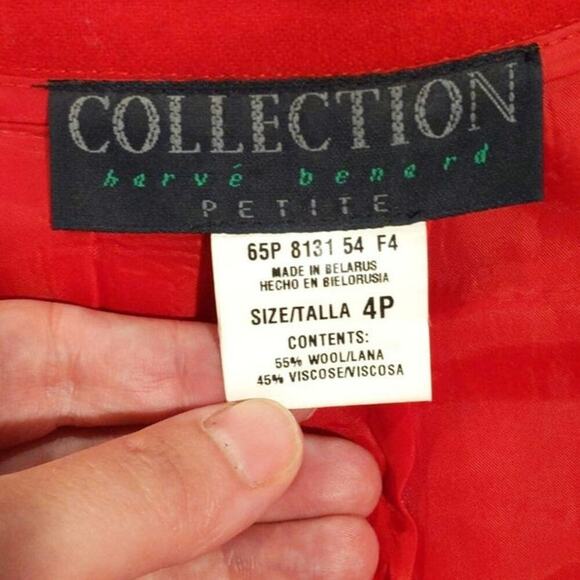 COLLECTION
hervé benard
PETITE
65P 8131 54 F4
MADE IN BELARUS
HECHO EN BIELORUSIA
SIZE/TALLA 4P
CONTENTS:
55% WOOL/LANA
45% VISCOSE/VISCOSA